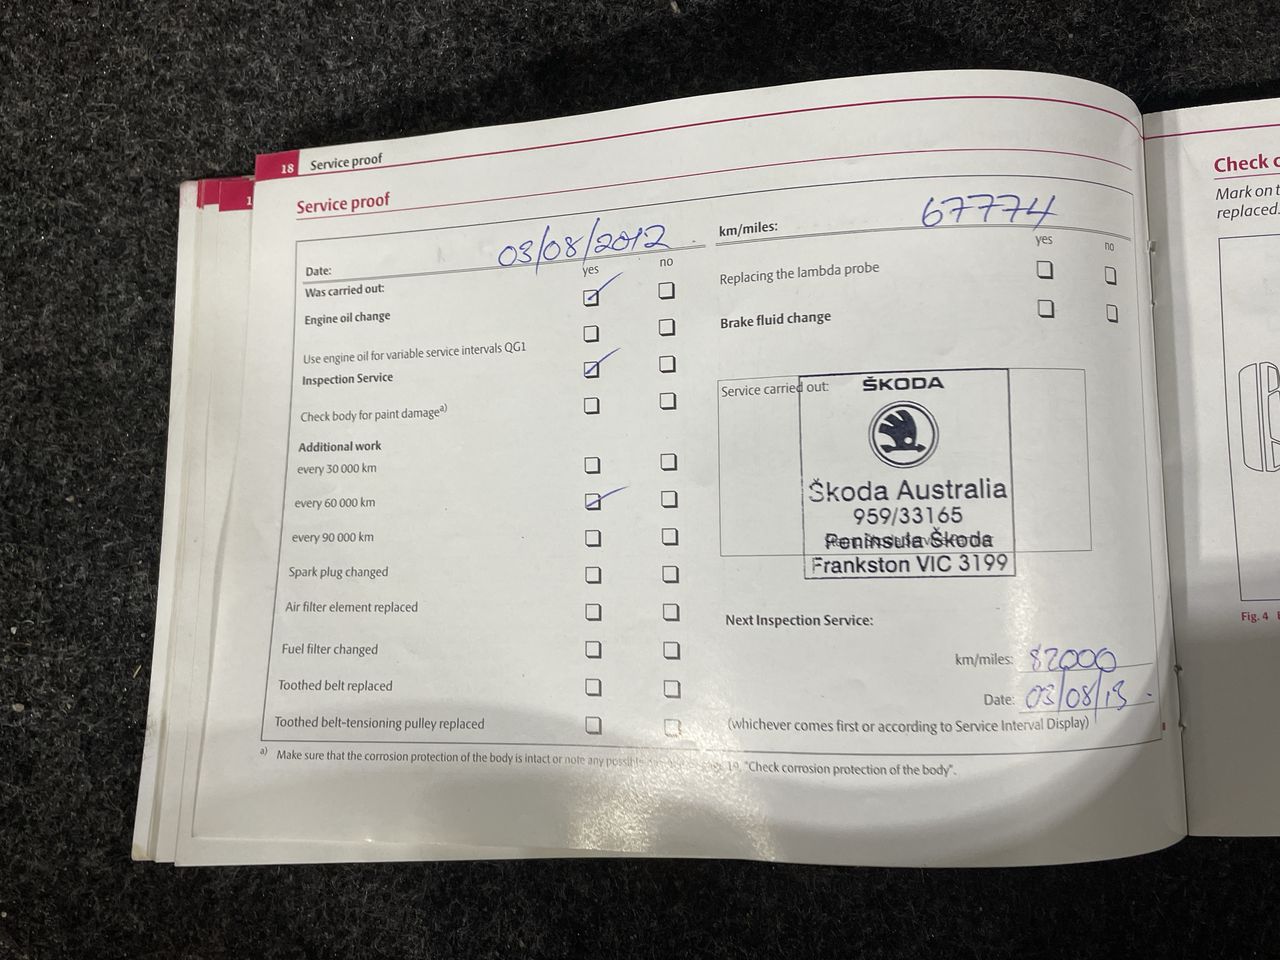 18 Service proof
Service proof
Date: 03/08/2012
yes no
Was carried out:
Engine oil change
Use engine oil for variable service intervals QG1
Inspection Service
Check body for paint damage a)
Additional work
every 30 000 km
every 60 000 km
every 90 000 km
Spark plug changed
Air filter element replaced
Fuel filter changed
Toothed belt replaced
Toothed belt-tensioning pulley replaced
km/miles: 67774
yes no
Replacing the lambda probe
Brake fluid change
Service carried out:
ŠKODA
Škoda Australia
959/33165
Peninsula Škoda
Frankston VIC 3199
Next Inspection Service:
km/miles: 82000
Date: 03/08/13
(whichever comes first or according to Service Interval Display)
a) Make sure that the corrosion protection of the body is intact or note any 19, "Check corrosion protection of the body".
1
Check
Mark on
replaced.
Fig. 4